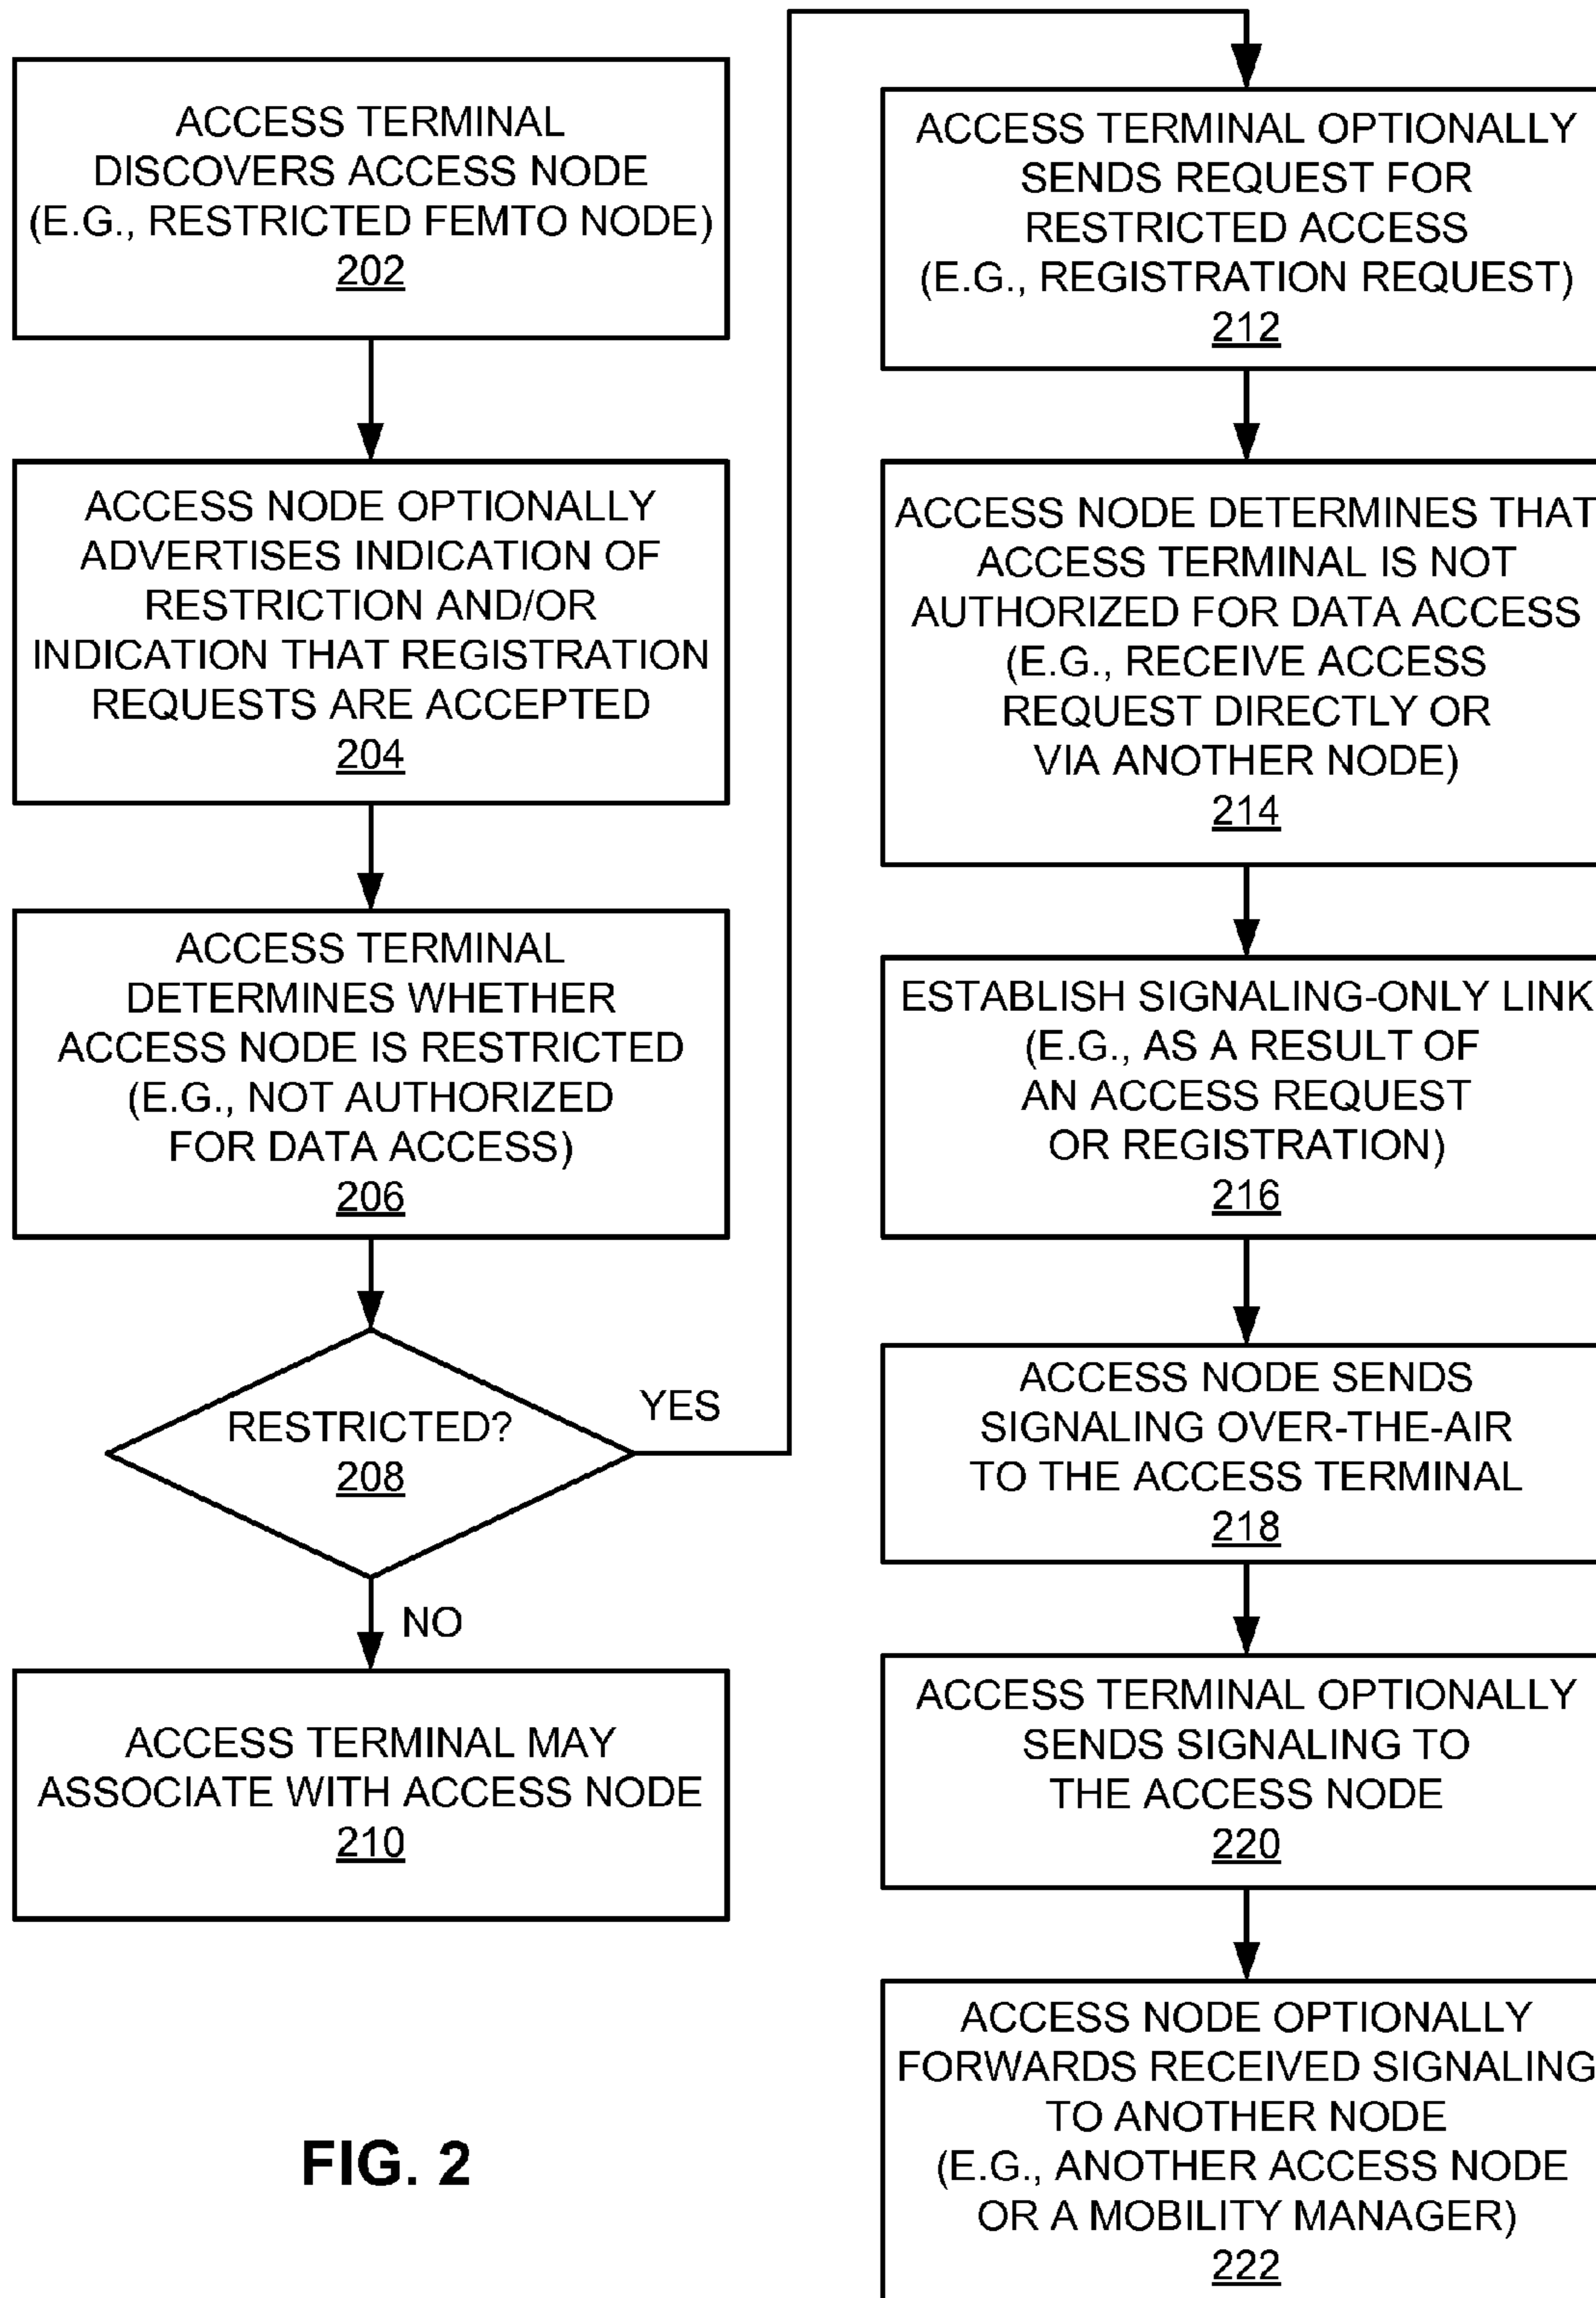 ACCESS TERMINAL
DISCOVERS ACCESS NODE
(E.G., RESTRICTED FEMTO NODE)
202
ACCESS NODE OPTIONALLY
ADVERTISES INDICATION OF
RESTRICTION AND/OR
INDICATION THAT REGISTRATION
REQUESTS ARE ACCEPTED
204
ACCESS TERMINAL
DETERMINES WHETHER
ACCESS NODE IS RESTRICTED
(E.G., NOT AUTHORIZED
FOR DATA ACCESS)
206
RESTRICTED?
208
YES
NO
ACCESS TERMINAL MAY
ASSOCIATE WITH ACCESS NODE
210
ACCESS TERMINAL OPTIONALLY
SENDS REQUEST FOR
RESTRICTED ACCESS
(E.G., REGISTRATION REQUEST)
212
ACCESS NODE DETERMINES THAT
ACCESS TERMINAL IS NOT
AUTHORIZED FOR DATA ACCESS
(E.G., RECEIVE ACCESS
REQUEST DIRECTLY OR
VIA ANOTHER NODE)
214
ESTABLISH SIGNALING-ONLY LINK
(E.G., AS A RESULT OF
AN ACCESS REQUEST
OR REGISTRATION)
216
ACCESS NODE SENDS
SIGNALING OVER-THE-AIR
TO THE ACCESS TERMINAL
218
ACCESS TERMINAL OPTIONALLY
SENDS SIGNALING TO
THE ACCESS NODE
220
ACCESS NODE OPTIONALLY
FORWARDS RECEIVED SIGNALING
TO ANOTHER NODE
(E.G., ANOTHER ACCESS NODE
OR A MOBILITY MANAGER)
222
FIG. 2